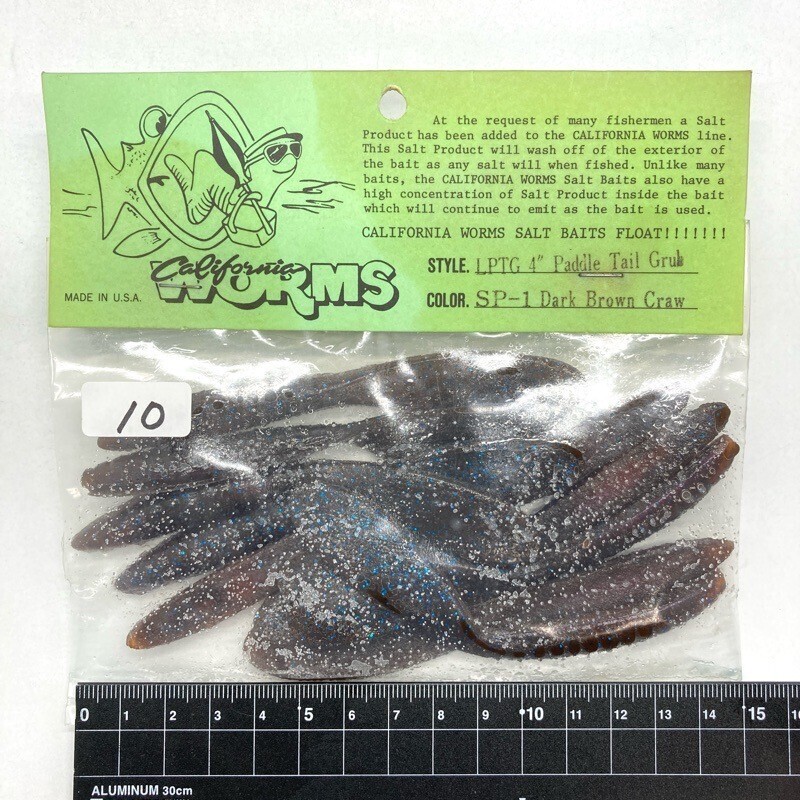 At the request of many fishermen a Salt
Product has been added to the CALIFORNIA WORMS line.
This Salt Product will wash off of the exterior of
the bait as any salt will when fished. Unlike many
baits, the CALIFORNIA WORMS Salt Baits also have a
high concentration of Salt Product inside the bait
which will continue to emit as the bait is used.
CALIFORNIA WORMS SALT BAITS FLOAT!!!!!!!
California
WORMS
MADE IN U.S.A.
STYLE. LPTG 4" Paddle Tail Grub
COLOR. SP-1 Dark Brown Craw
10
0 1 2 3 4 5 6 7 8 9 10 11 12 13 14 15 16
ALUMINUM 30cm